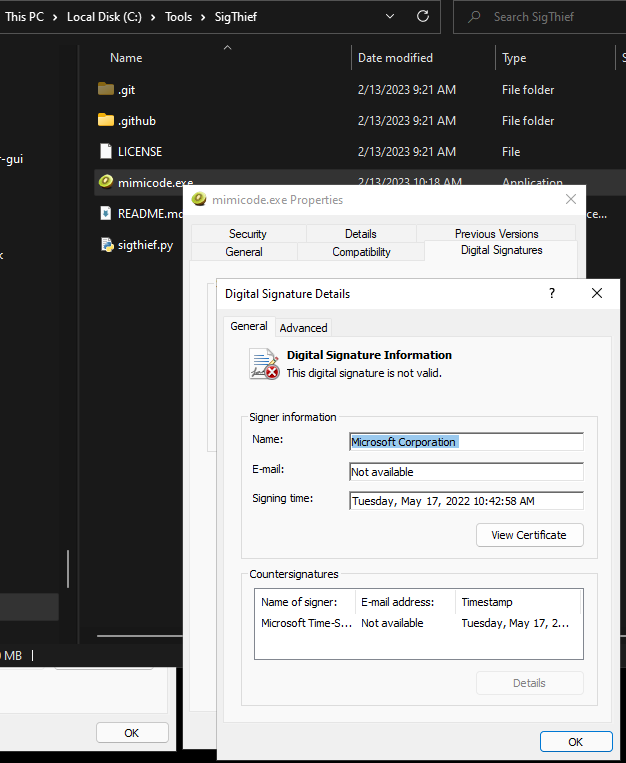 This PC > Local Disk (C:) > Tools > SigThief
Search SigThief
Name Date modified Type
.git 2/13/2023 9:21 AM File folder
.github 2/13/2023 9:21 AM File folder
r-gui
LICENSE 2/13/2023 9:21 AM File
mimicode.exe 2/13/2023 10:18 AM Application
README.md
ce...
sigthief.py
mimicode.exe Properties
Security Details Previous Versions
General Compatibility Digital Signatures
Digital Signature Details ?
General Advanced
Digital Signature Information
This digital signature is not valid.
Signer information
Name: Microsoft Corporation
E-mail: Not available
Signing time: Tuesday, May 17, 2022 10:42:58 AM
View Certificate
Countersignatures
Name of signer: E-mail address: Timestamp
Microsoft Time-S... Not available Tuesday, May 17, 2...
MB
Details
OK
OK